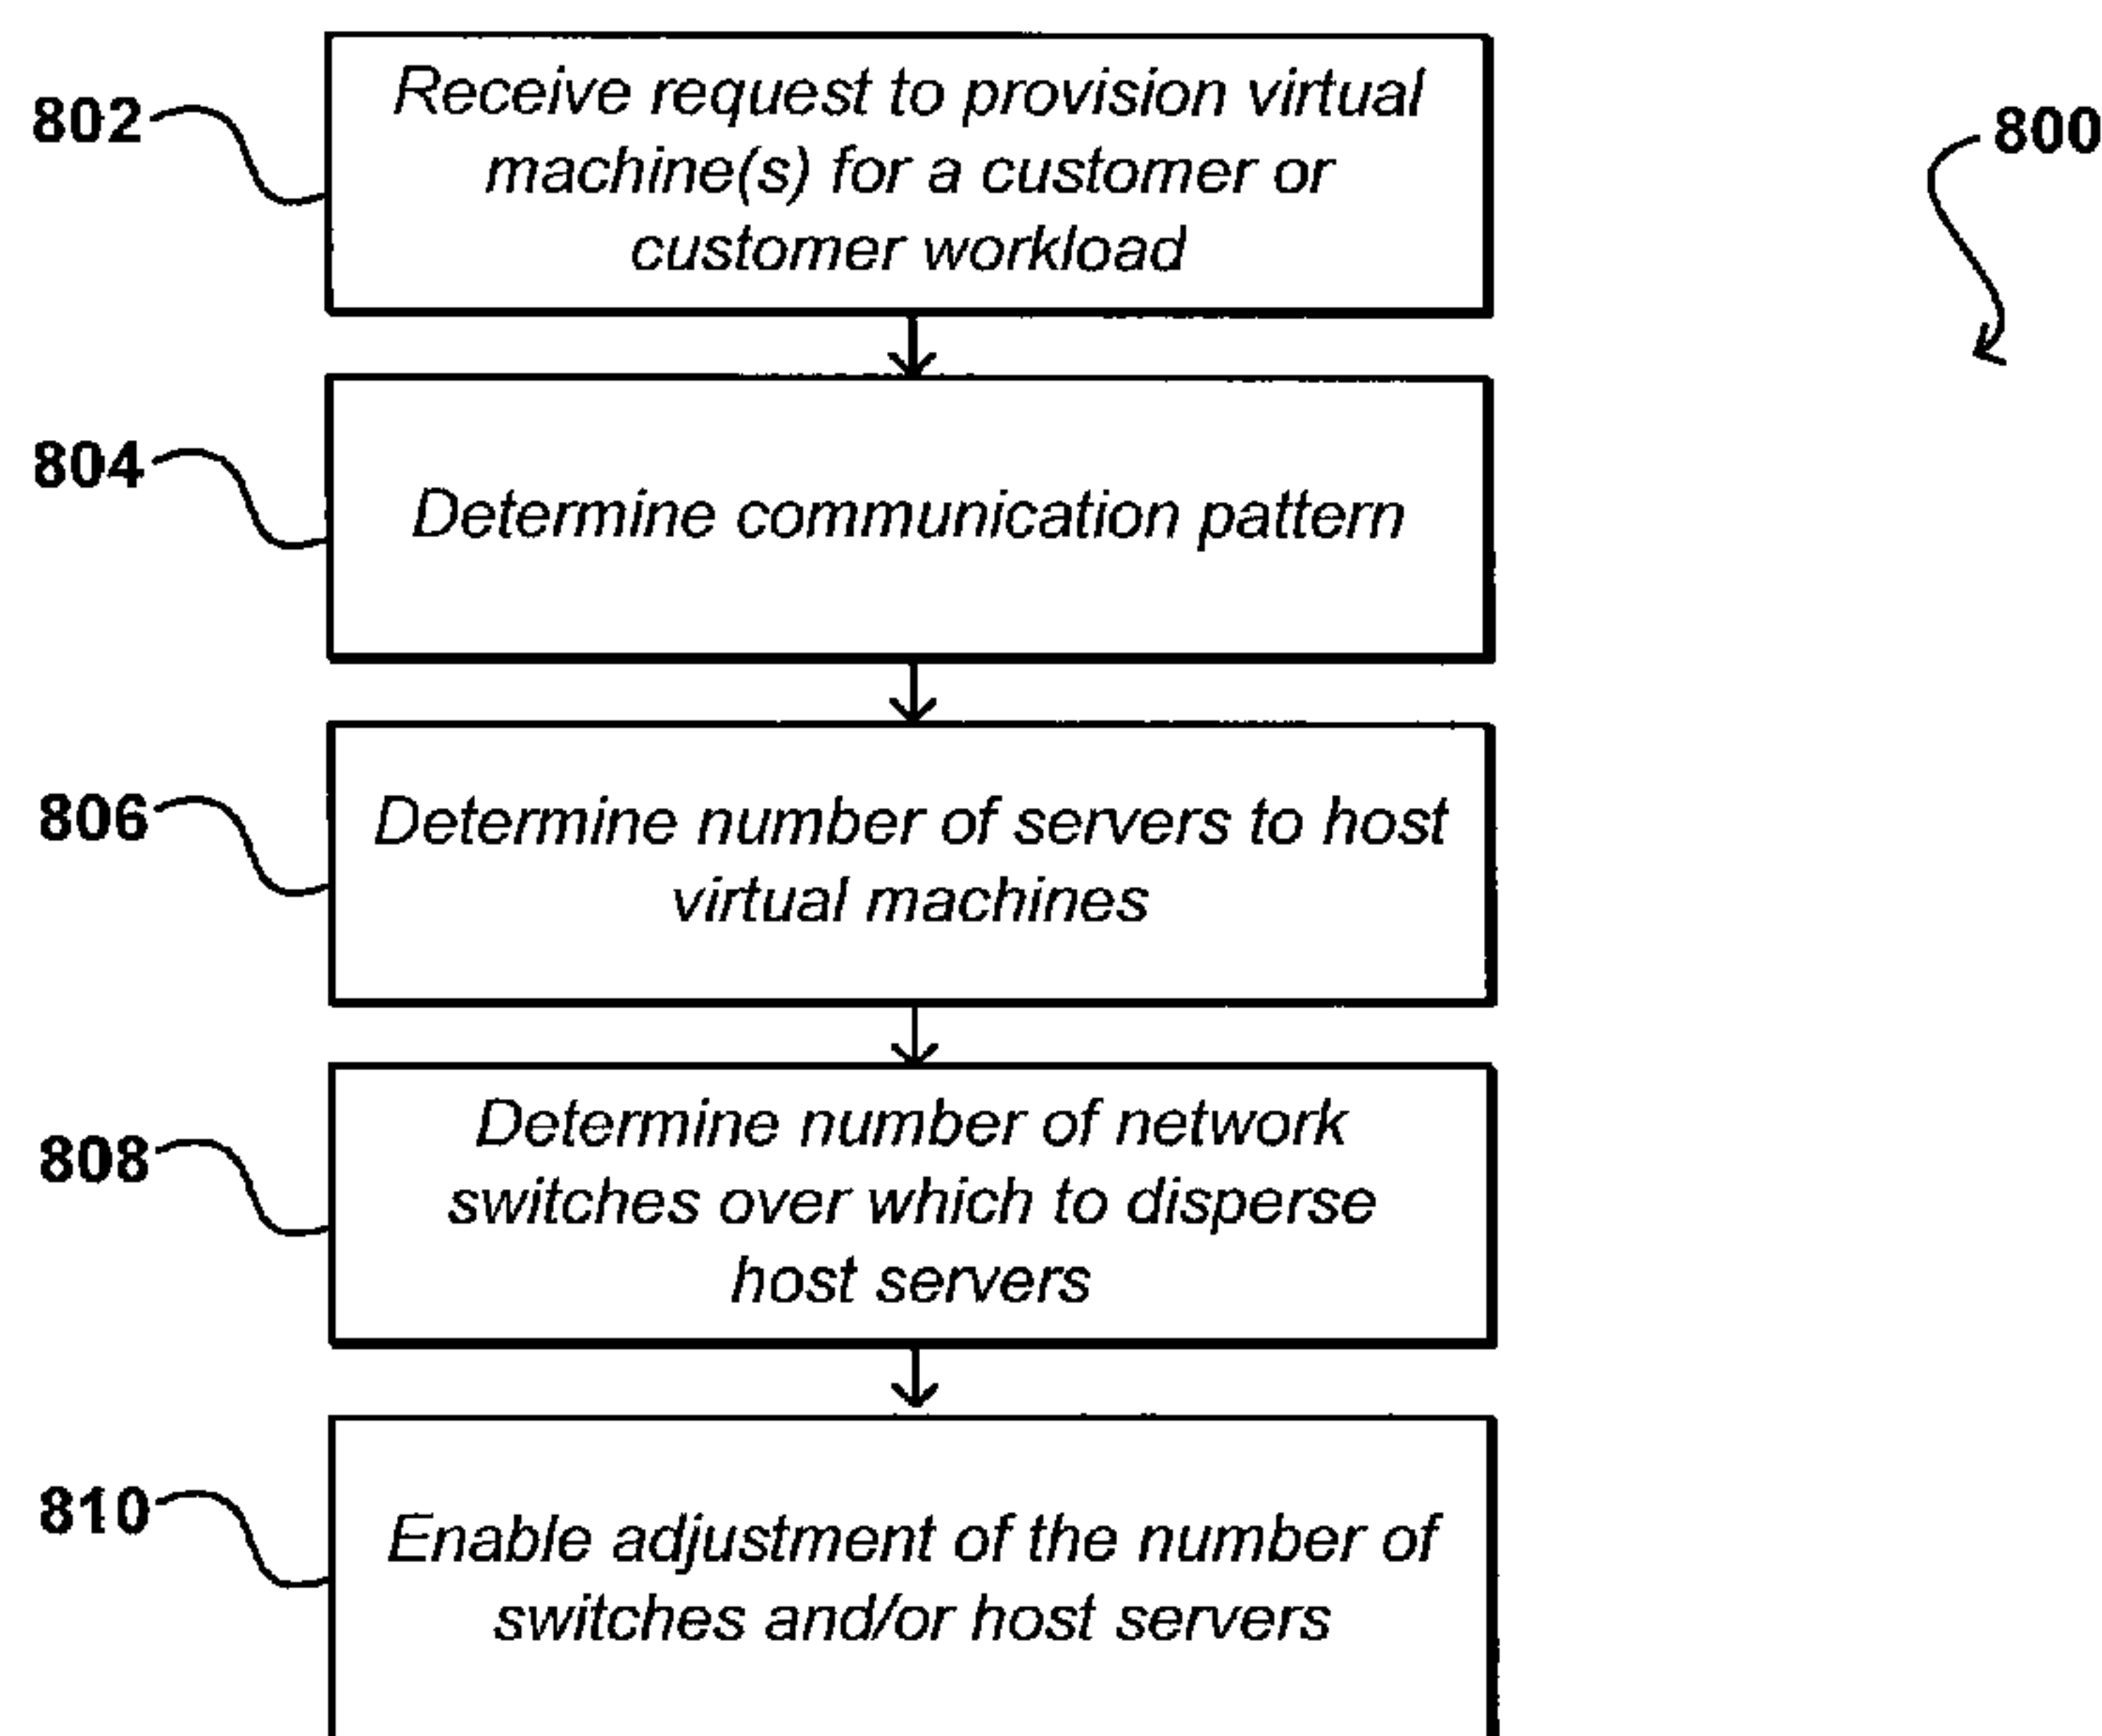 802
Receive request to provision virtual
machine(s) for a customer or
customer workload
800
804
Determine communication pattern
806
Determine number of servers to host
virtual machines
808
Determine number of network
switches over which to disperse
host servers
810
Enable adjustment of the number of
switches and/or host servers